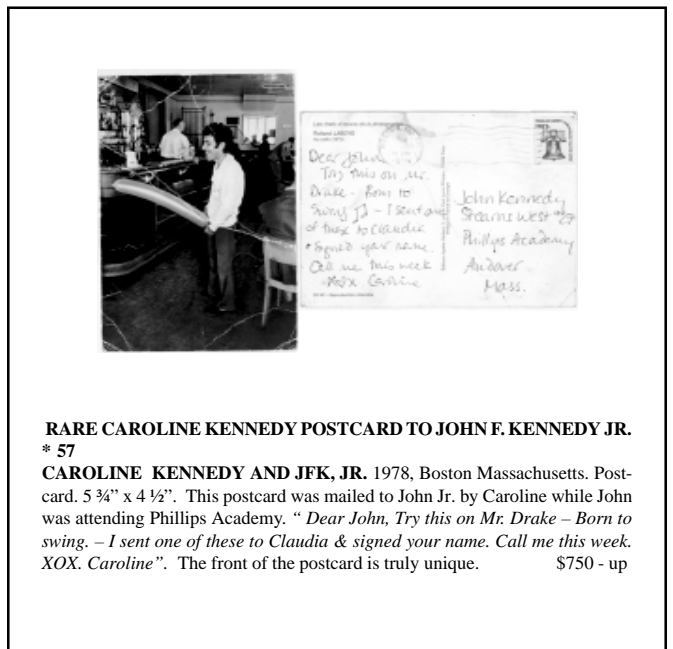 Roland LABOYE
Dear John,
Try this on Mr.
Drake - Born to
Swing JJ - I sent one
of these to Claudia
+ signed your name.
Call me this week
XOX Caroline
John Kennedy
Stearns West #27
Phillips Academy
Andover
Mass.
RARE CAROLINE KENNEDY POSTCARD TO JOHN F. KENNEDY JR.
* 57
CAROLINE KENNEDY AND JFK, JR. 1978, Boston Massachusetts. Post-
card. 5 ¾” x 4 ½”. This postcard was mailed to John Jr. by Caroline while John
was attending Phillips Academy. “ Dear John, Try this on Mr. Drake – Born to
swing. – I sent one of these to Claudia & signed your name. Call me this week.
XOX. Caroline”. The front of the postcard is truly unique. $750 - up